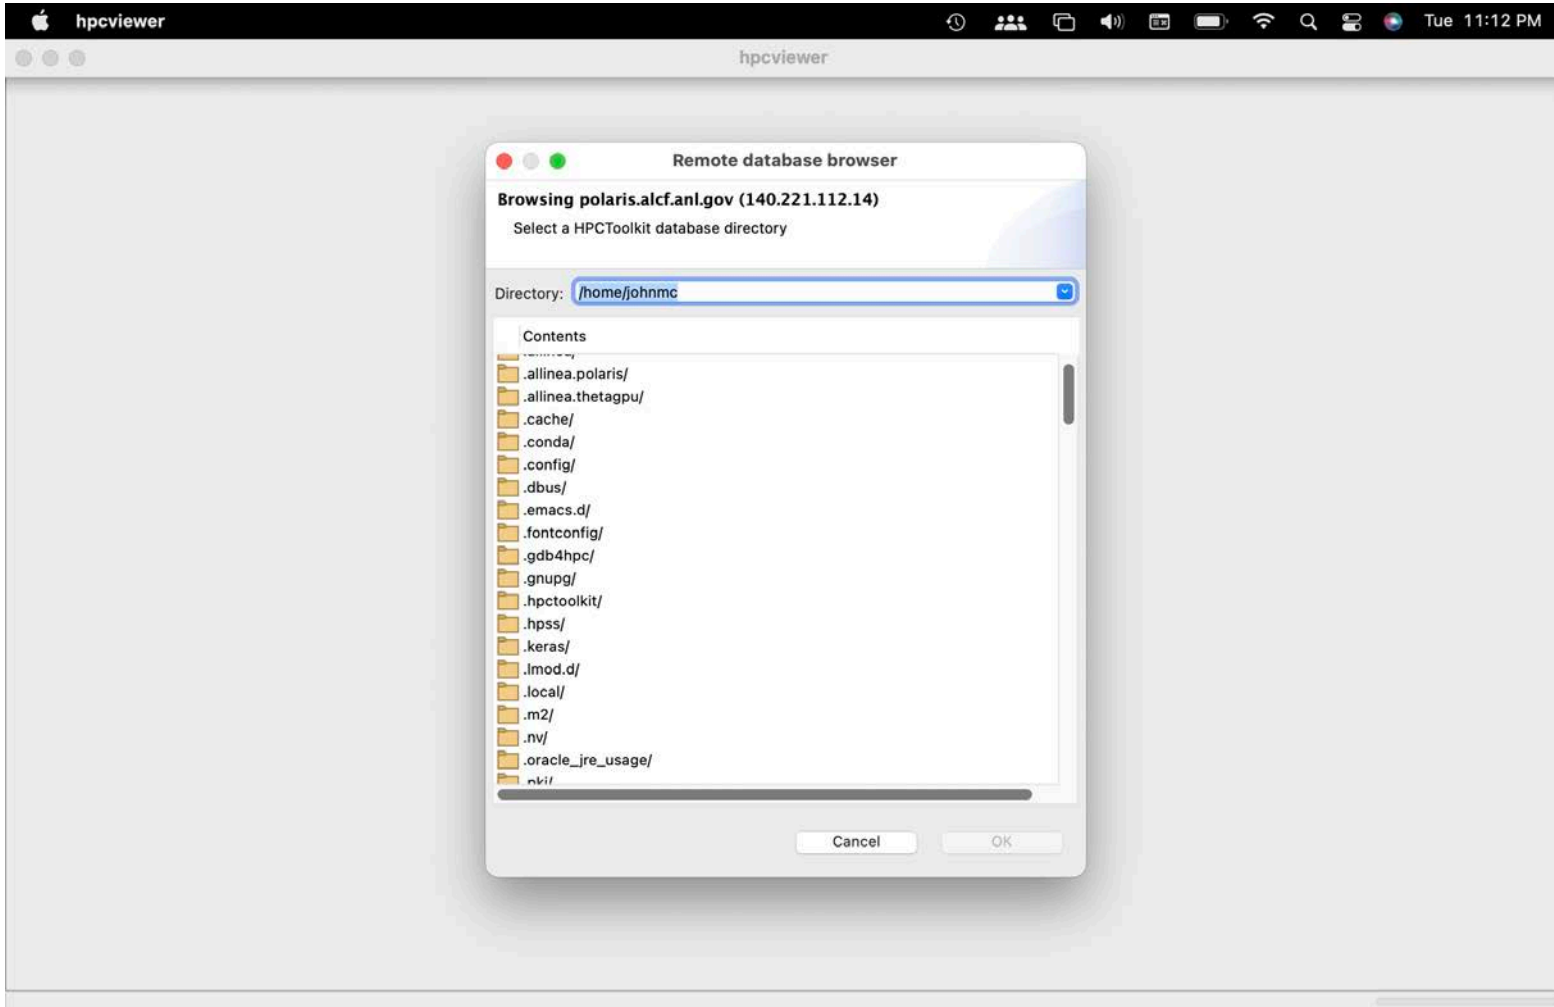 hpcviewer
Tue 11:12 PM
hpcviewer
Remote database browser
Browsing polaris.alcf.anl.gov (140.221.112.14)
Select a HPCToolkit database directory
Directory: /home/johnmc
Contents
.allinea.polaris/
.allinea.thetagpu/
.cache/
.conda/
.config/
.dbus/
.emacs.d/
.fontconfig/
.gdb4hpc/
.gnupg/
.hpctoolkit/
.hpss/
.keras/
.lmod.d/
.local/
.m2/
.nv/
.oracle_jre_usage/
.pki/
Cancel
OK